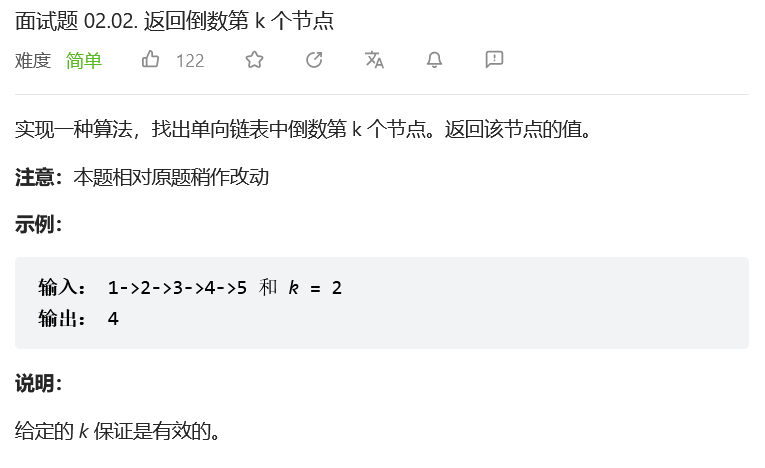 面试题 02.02. 返回倒数第 k 个节点
难度 简单 122
实现一种算法，找出单向链表中倒数第 k 个节点。返回该节点的值。
注意：本题相对原题稍作改动
示例：
输入： 1->2->3->4->5 和 k = 2
输出： 4
说明：
给定的 k 保证是有效的。